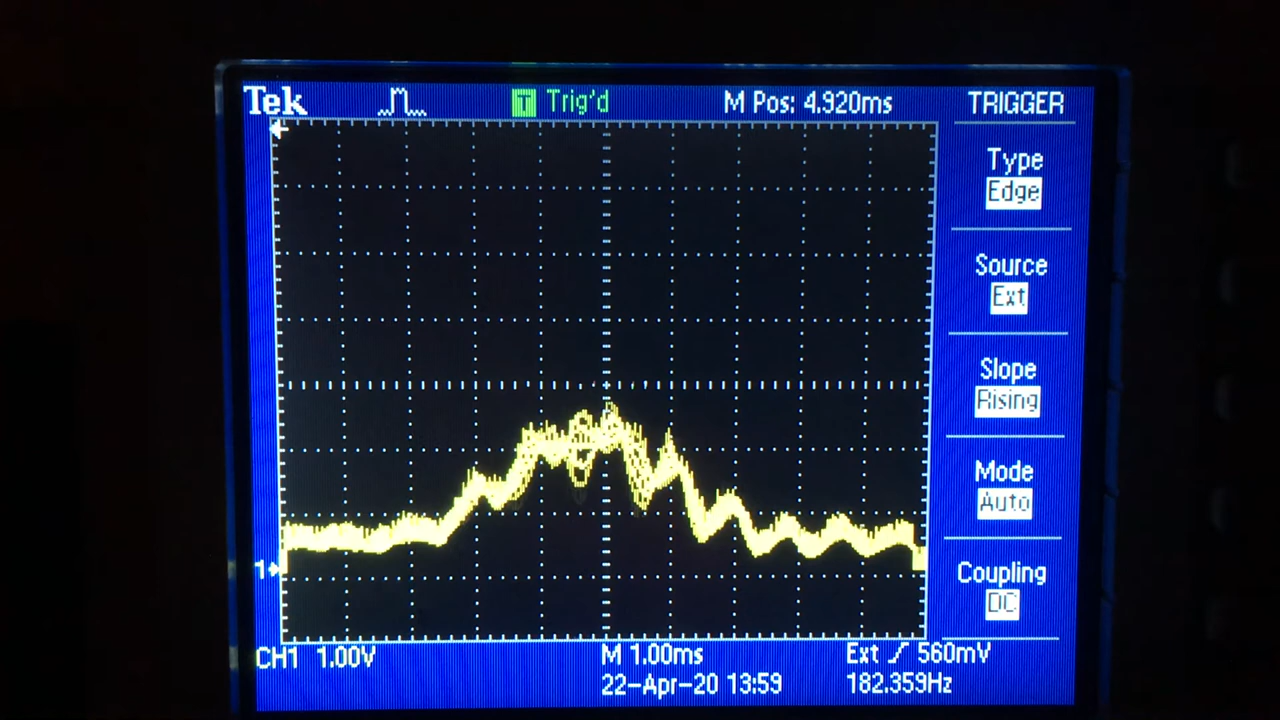 Tek T Trig'd M Pos: 4.920ms TRIGGER
Type
Edge
Source
Ext
Slope
Rising
Mode
Auto
Coupling
DC
1
CH1 1.00V M 1.00ms Ext 560mV
22-Apr-20 13:59 182.359Hz